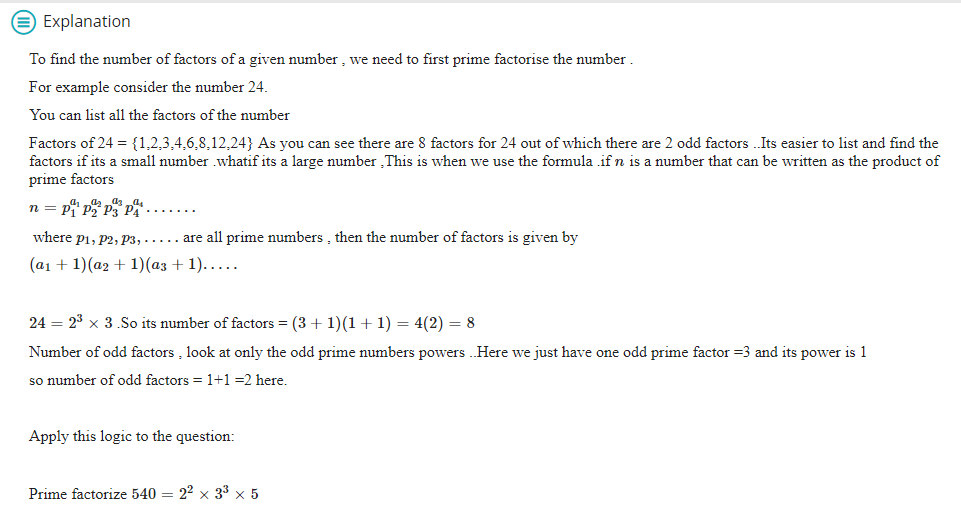 Explanation
To find the number of factors of a given number , we need to first prime factorise the number .
For example consider the number 24.
You can list all the factors of the number
Factors of 24 = {1,2,3,4,6,8,12,24} As you can see there are 8 factors for 24 out of which there are 2 odd factors ..Its easier to list and find the
factors if its a small number .whatif its a large number ,This is when we use the formula .if n is a number that can be written as the product of
prime factors
n = p₁^a₁ p₂^a₂ p₃^a₃ p₄^a₄ . . . . . . .
where p₁, p₂, p₃, . . . . . are all prime numbers , then the number of factors is given by
(a₁ + 1)(a₂ + 1)(a₃ + 1). . . . .
24 = 2³ × 3 .So its number of factors = (3 + 1)(1 + 1) = 4(2) = 8
Number of odd factors , look at only the odd prime numbers powers ..Here we just have one odd prime factor =3 and its power is 1
so number of odd factors = 1+1 =2 here.
Apply this logic to the question:
Prime factorize 540 = 2² × 3³ × 5